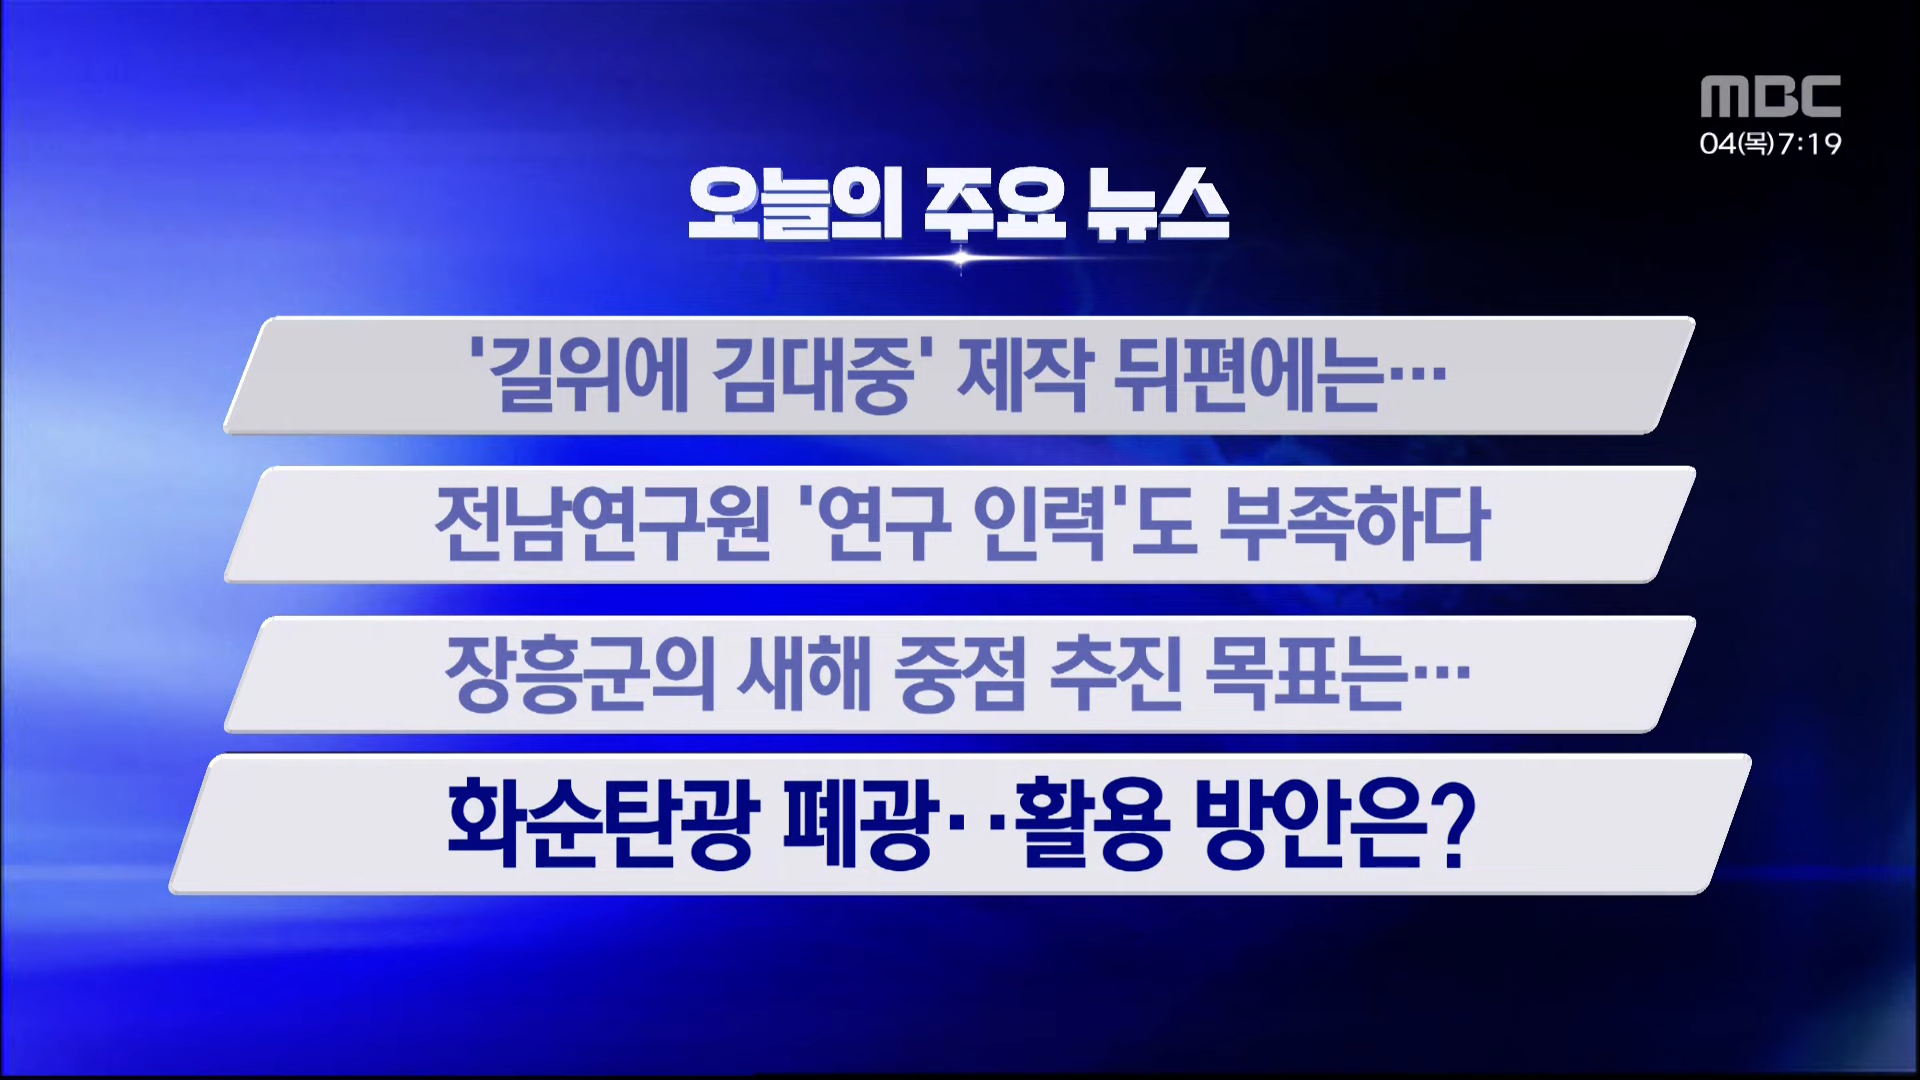 MBC
04(목)7:19
오늘의 주요 뉴스
'길위에 김대중' 제작 뒤편에는…
전남연구원 '연구 인력'도 부족하다
장흥군의 새해 중점 추진 목표는…
화순탄광 폐광‥활용 방안은?